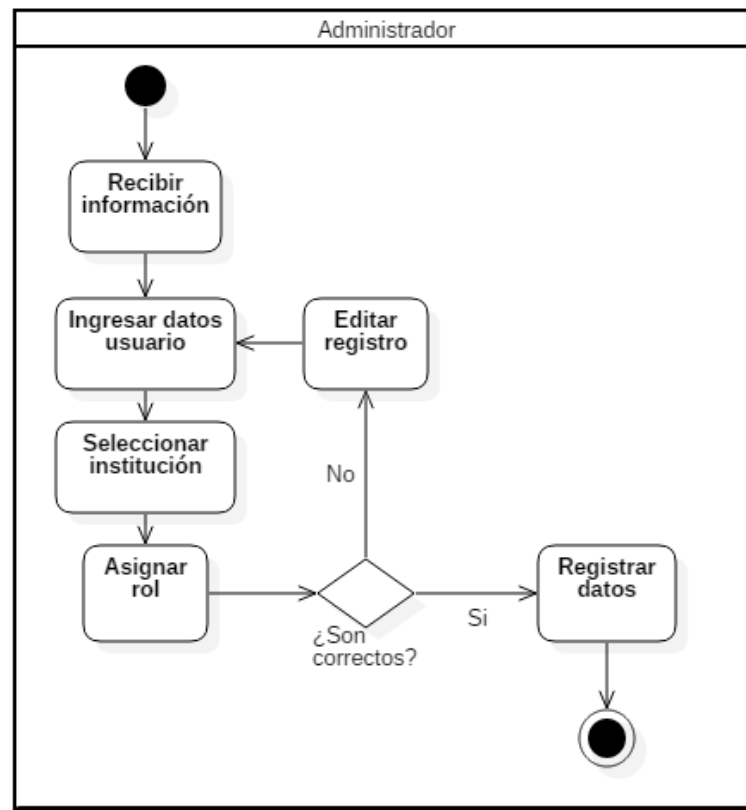 Administrador
Recibir
información
Ingresar datos
usuario
Editar
registro
Seleccionar
institución
No
Asignar
rol
¿Son
correctos?
Si
Registrar
datos